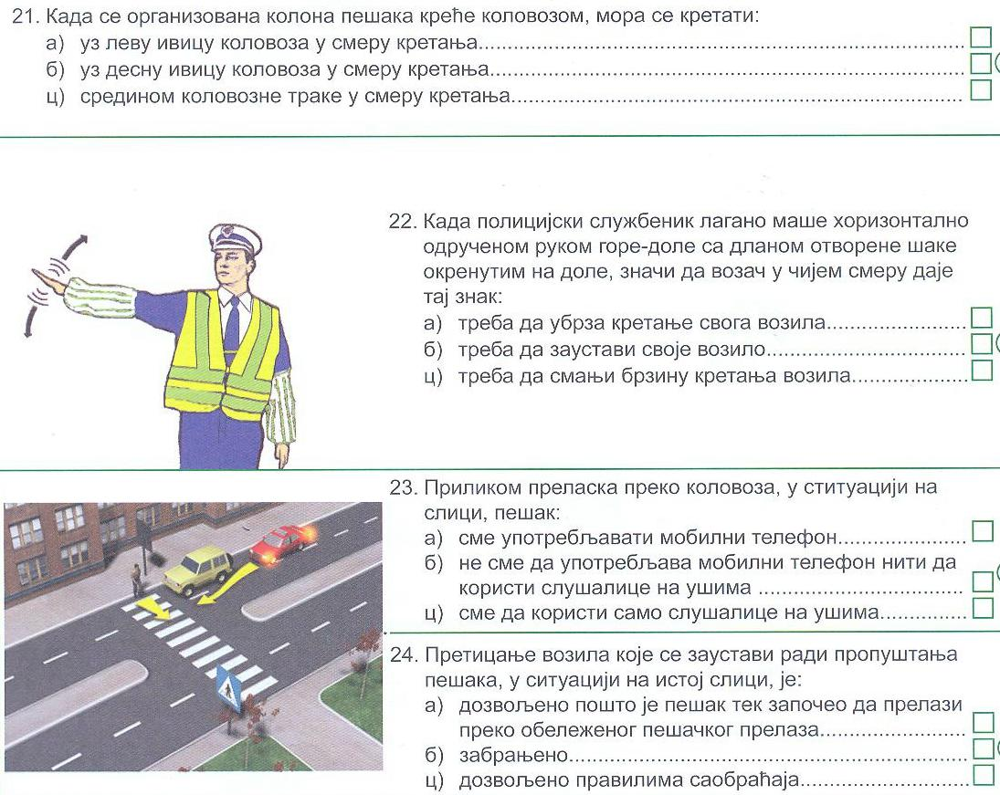 21. Када се организована колона пешака креће коловозом, мора се кретати:
а) уз леву ивицу коловоза у смеру кретања
б) уз десну ивицу коловоза у смеру кретања
ц) средином коловозне траке у смеру кретања
22. Када полицијски службеник лагано маше хоризонтално
одрученом руком горе-доле са дланом отворене шаке
окренутим на доле, значи да возач у чијем смеру даје
тај знак:
а) треба да убрза кретање свога возила
б) треба да заустави своје возило
ц) треба да смањи брзину кретања возила
23. Приликом преласка преко коловоза, у ституацији на
слици, пешак:
а) сме употребљавати мобилни телефон
б) не сме да употребљава мобилни телефон нити да
користи слушалице на ушима
ц) сме да користи само слушалице на ушима
24. Претицање возила које се заустави ради пропуштања
пешака, у ситуацији на истој слици, је:
а) дозвољено пошто је пешак тек започео да прелази
преко обележеног пешачког прелаза
б) забрањено
ц) дозвољено правилима саобраћаја